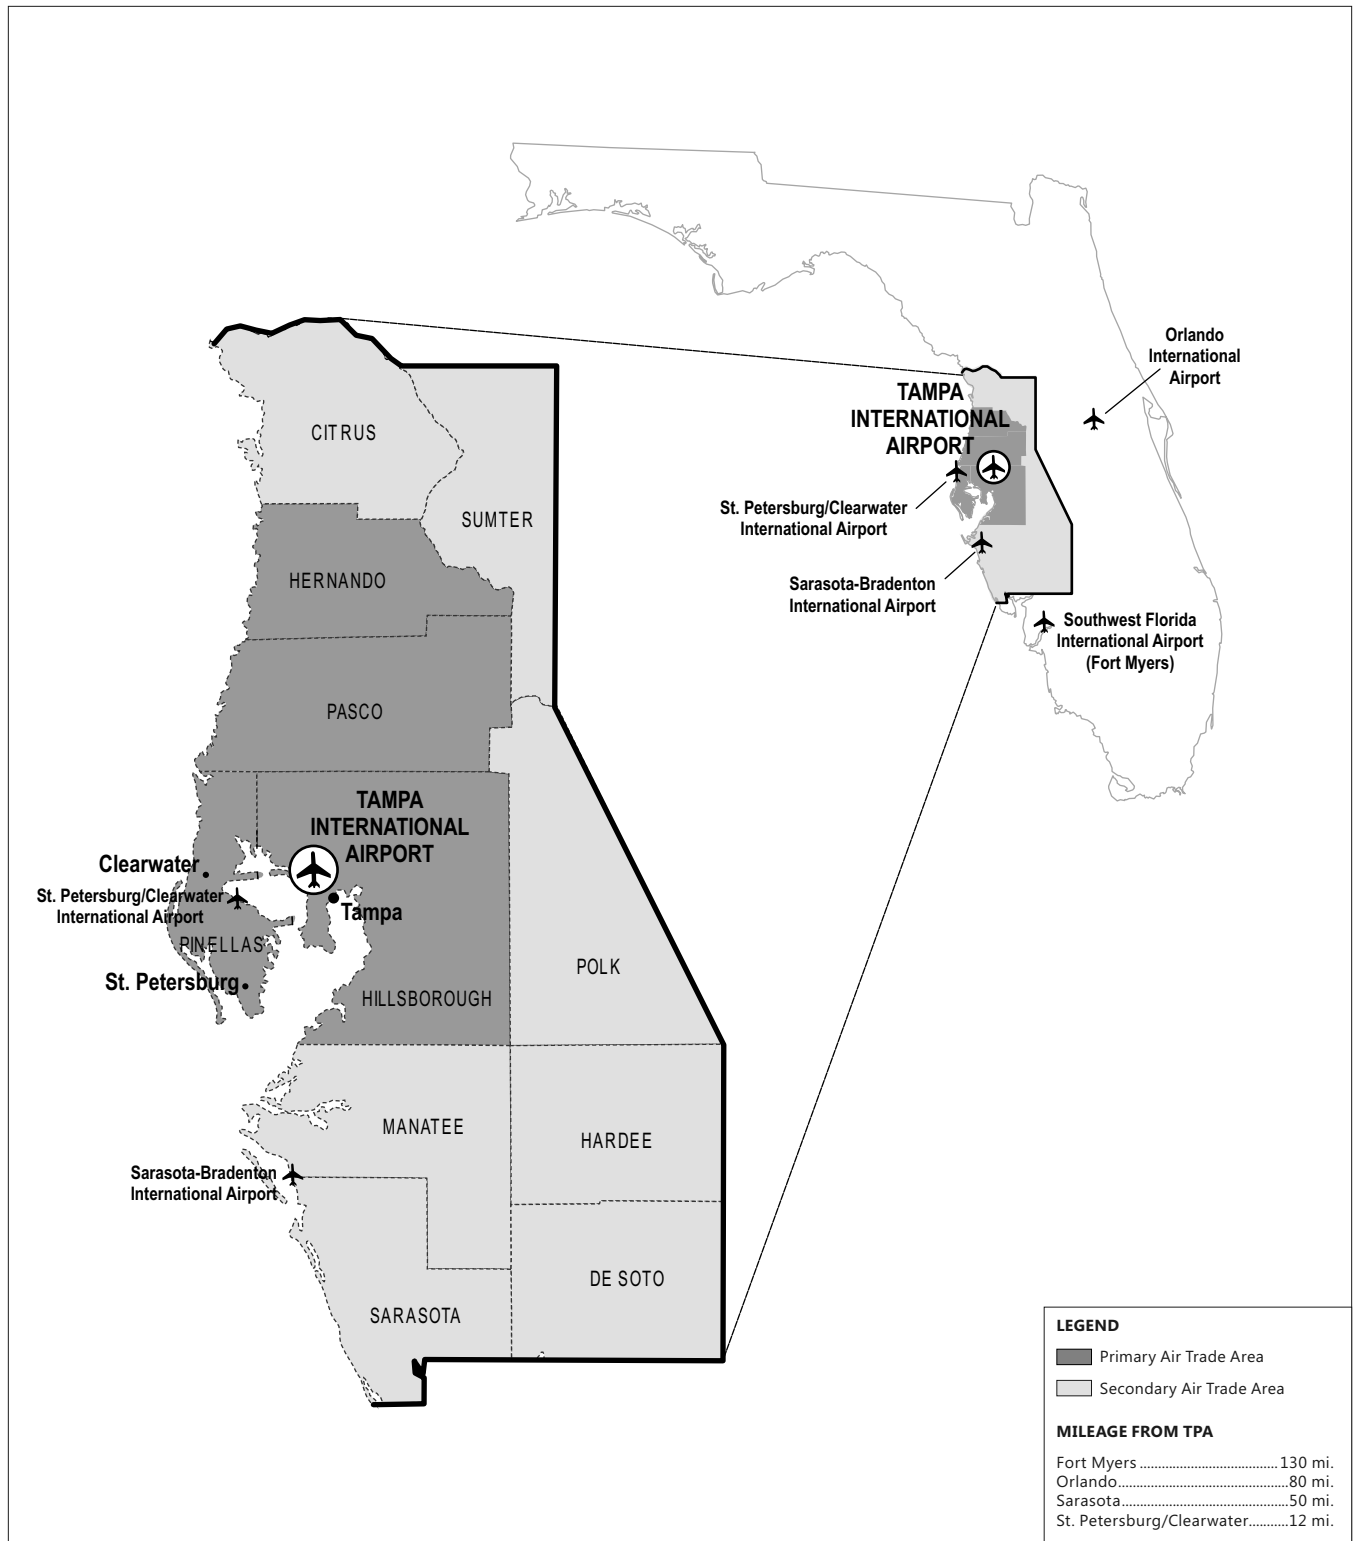 Orlando
International
Airport
TAMPA
INTERNATIONAL
AIRPORT
St. Petersburg/Clearwater
International Airport
Sarasota-Bradenton
International Airport
Southwest Florida
International Airport
(Fort Myers)
CITRUS
SUMTER
HERNANDO
PASCO
TAMPA
INTERNATIONAL
AIRPORT
Clearwater
St. Petersburg/Clearwater
International Airport
Tampa
PINELLAS
St. Petersburg
HILLSBOROUGH
POLK
MANATEE
HARDEE
Sarasota-Bradenton
International Airport
DE SOTO
SARASOTA
LEGEND
Primary Air Trade Area
Secondary Air Trade Area
MILEAGE FROM TPA
Fort Myers ......................................130 mi.
Orlando..............................................80 mi.
Sarasota.............................................50 mi.
St. Petersburg/Clearwater...........12 mi.